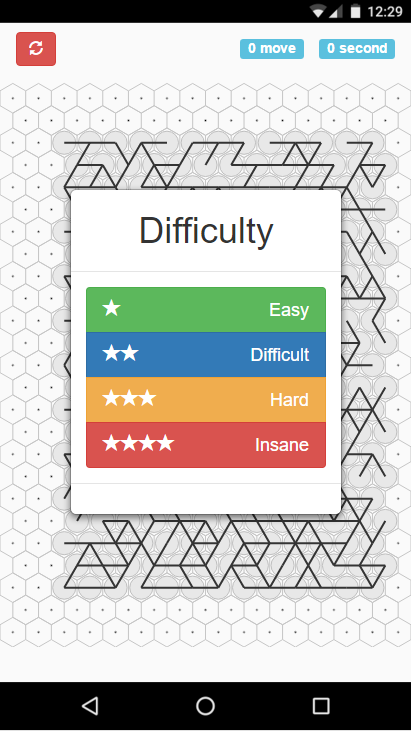 12:29
0 move 0 second
Difficulty
Easy
Difficult
Hard
Insane